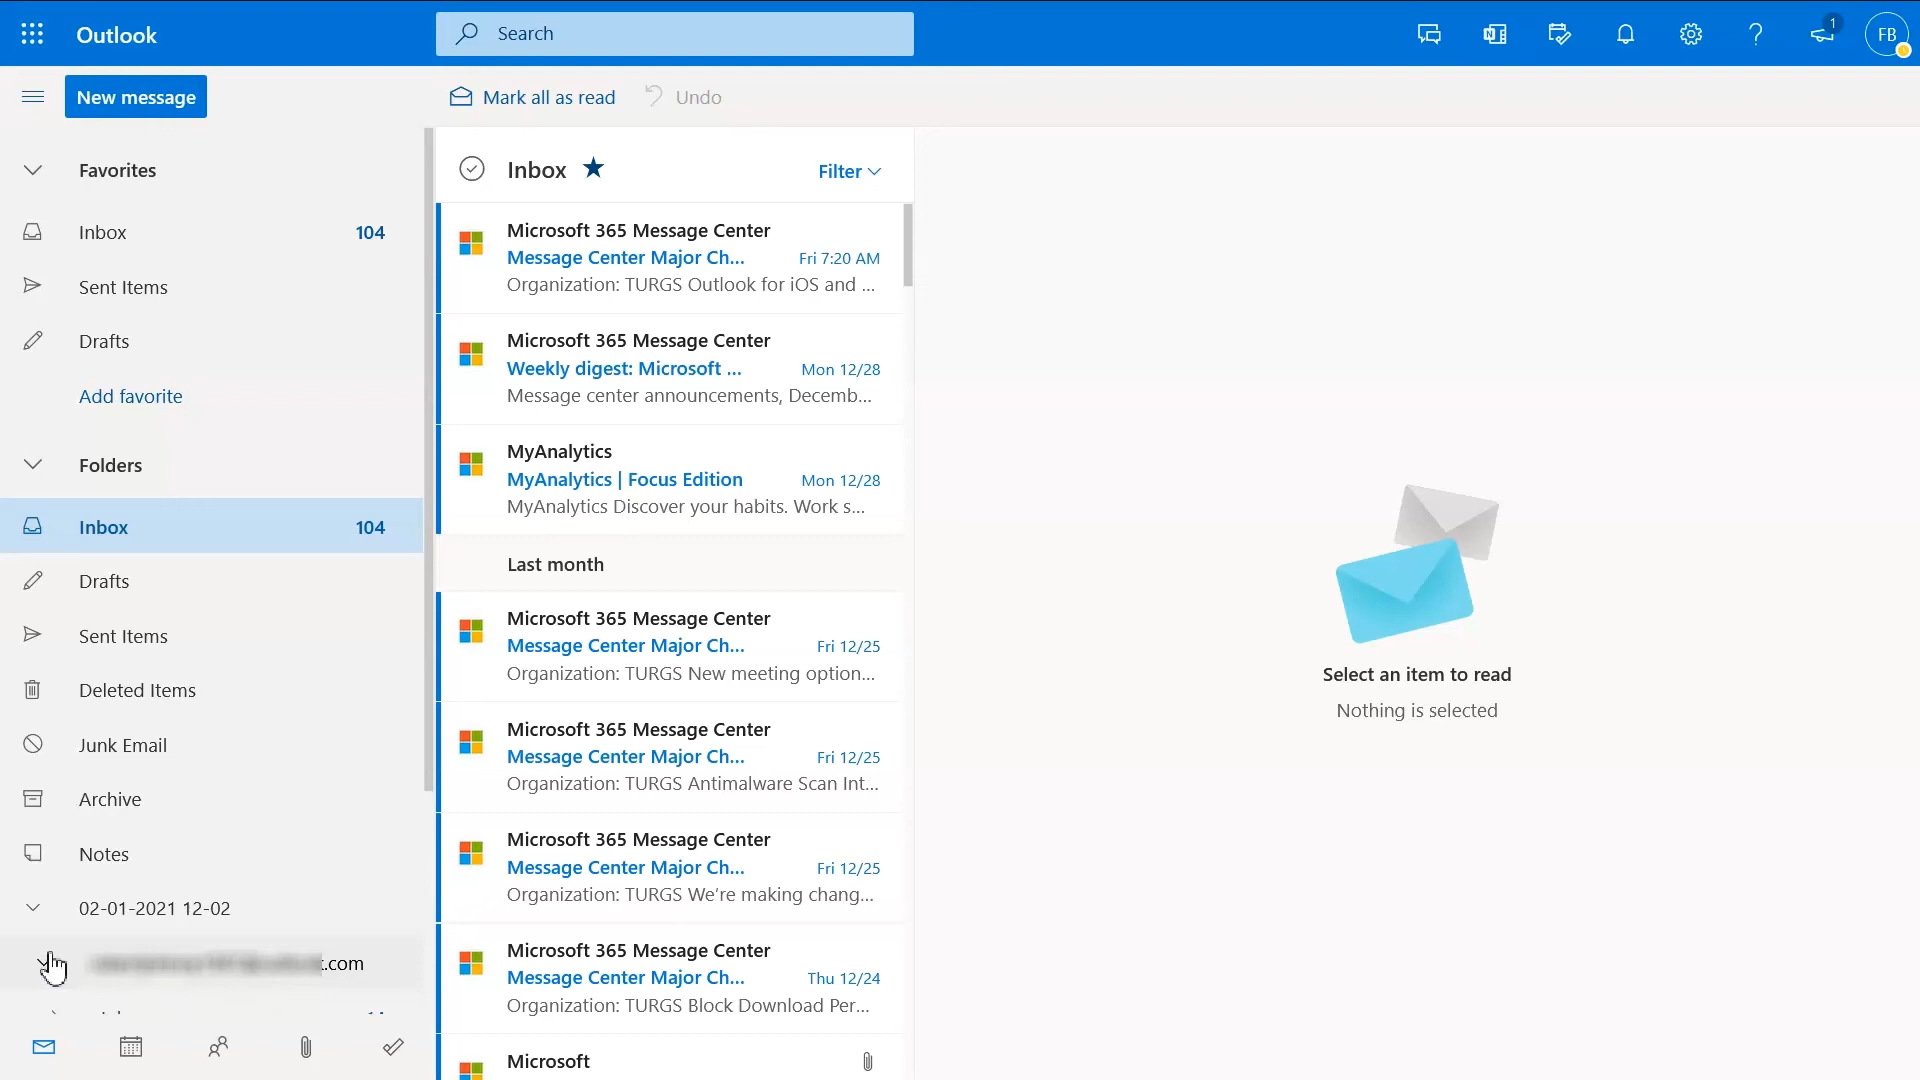 Outlook
Search
1
FB
New message
Mark all as read
Undo
Favorites
Inbox 104
Sent Items
Drafts
Add favorite
Folders
Inbox 104
Drafts
Sent Items
Deleted Items
Junk Email
Archive
Notes
02-01-2021 12-02
.com
Inbox
Filter
Microsoft 365 Message Center
Message Center Major Ch... Fri 7:20 AM
Organization: TURGS Outlook for iOS and ...
Microsoft 365 Message Center
Weekly digest: Microsoft ... Mon 12/28
Message center announcements, Decemb...
MyAnalytics
MyAnalytics | Focus Edition Mon 12/28
MyAnalytics Discover your habits. Work s...
Last month
Microsoft 365 Message Center
Message Center Major Ch... Fri 12/25
Organization: TURGS New meeting option...
Microsoft 365 Message Center
Message Center Major Ch... Fri 12/25
Organization: TURGS Antimalware Scan Int...
Microsoft 365 Message Center
Message Center Major Ch... Fri 12/25
Organization: TURGS We're making chang...
Microsoft 365 Message Center
Message Center Major Ch... Thu 12/24
Organization: TURGS Block Download Per...
Microsoft
Select an item to read
Nothing is selected